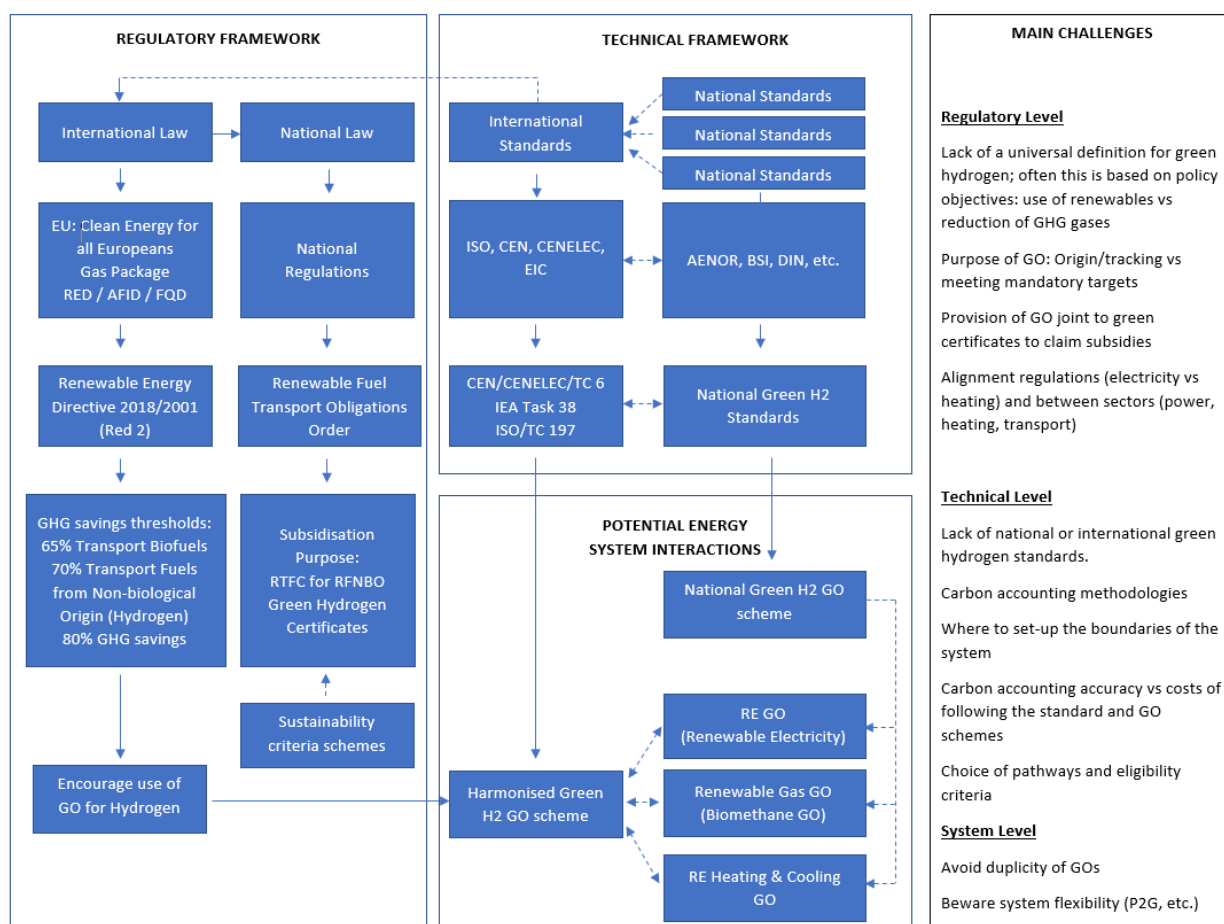 REGULATORY FRAMEWORK
International Law
National Law
EU: Clean Energy for
all Europeans
Gas Package
RED / AFID / FQD
National
Regulations
Renewable Energy
Directive 2018/2001
(Red 2)
Renewable Fuel
Transport Obligations
Order
GHG savings thresholds:
65% Transport Biofuels
70% Transport Fuels
from Non-biological
Origin (Hydrogen)
80% GHG savings
Subsidisation
Purpose:
RTFC for RFNBO
Green Hydrogen
Certificates
Sustainability
criteria schemes
Encourage use of
GO for Hydrogen
TECHNICAL FRAMEWORK
International
Standards
National Standards
National Standards
National Standards
ISO, CEN, CENELEC,
EIC
AENOR, BSI, DIN, etc.
CEN/CENELEC/TC 6
IEA Task 38
ISO/TC 197
National Green H2
Standards
POTENTIAL ENERGY
SYSTEM INTERACTIONS
National Green H2 GO
scheme
RE GO
(Renewable Electricity)
Harmonised Green
H2 GO scheme
Renewable Gas GO
(Biomethane GO)
RE Heating & Cooling
GO
MAIN CHALLENGES
Regulatory Level
Lack of a universal definition for green
hydrogen; often this is based on policy
objectives: use of renewables vs
reduction of GHG gases
Purpose of GO: Origin/tracking vs
meeting mandatory targets
Provision of GO joint to green
certificates to claim subsidies
Alignment regulations (electricity vs
heating) and between sectors (power,
heating, transport)
Technical Level
Lack of national or international green
hydrogen standards.
Carbon accounting methodologies
Where to set-up the boundaries of the
system
Carbon accounting accuracy vs costs of
following the standard and GO
schemes
Choice of pathways and eligibility
criteria
System Level
Avoid duplicity of GOs
Beware system flexibility (P2G, etc.)